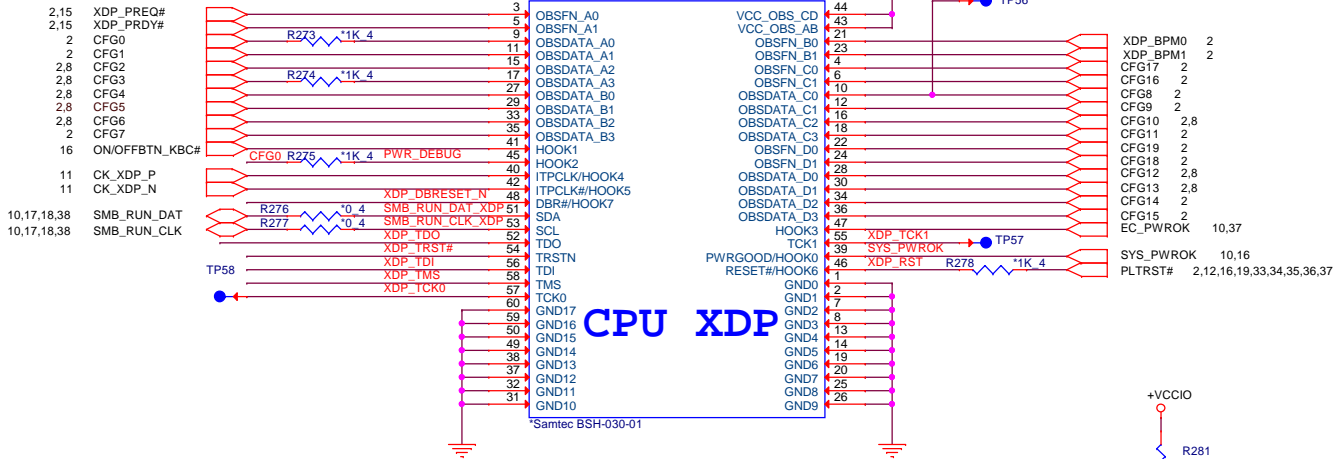 2,15 XDP_PREQ# 3 OBSFN_A0 VCC_OBS_CD 44
2,15 XDP_PRDY# 5 OBSFN_A1 VCC_OBS_AB 43
2 CFG0 R273 *1K_4 9 OBSDATA_A0 OBSFN_B0 21 XDP_BPM0 2
2 CFG1 11 OBSDATA_A1 OBSFN_B1 23 XDP_BPM1 2
2,8 CFG2 15 OBSDATA_A2 OBSFN_C0 4 CFG17 2
2,8 CFG3 R274 *1K_4 17 OBSDATA_A3 OBSFN_C1 6 CFG16 2
2,8 CFG4 27 OBSDATA_B0 OBSDATA_C0 10 CFG8 2
2,8 CFG5 29 OBSDATA_B1 OBSDATA_C1 12 CFG9 2
2,8 CFG6 33 OBSDATA_B2 OBSDATA_C2 16 CFG10 2,8
2 CFG7 35 OBSDATA_B3 OBSDATA_C3 18 CFG11 2
16 ON/OFFBTN_KBC# 41 HOOK1 OBSFN_D0 22 CFG19 2
CFG0 R275 *1K_4 PWR_DEBUG 45 HOOK2 OBSFN_D1 24 CFG18 2
11 CK_XDP_P 40 ITPCLK/HOOK4 OBSDATA_D0 28 CFG12 2,8
11 CK_XDP_N 42 ITPCLK#/HOOK5 OBSDATA_D1 30 CFG13 2,8
XDP_DBRESET_N 48 DBR#/HOOK7 OBSDATA_D2 34 CFG14 2
10,17,18,38 SMB_RUN_DAT R276 *0_4 SMB_RUN_DAT_XDP 51 SDA OBSDATA_D3 36 CFG15 2
10,17,18,38 SMB_RUN_CLK R277 *0_4 SMB_RUN_CLK_XDP 53 SCL HOOK3 47 EC_PWROK 10,37
XDP_TDO 52 TDO TCK1 55 XDP_TCK1 TP57
XDP_TRST# 54 TRSTN PWRGOOD/HOOK0 39 SYS_PWROK SYS_PWROK 10,16
TP58 XDP_TDI 56 TDI RESET#/HOOK6 46 XDP_RST R278 *1K_4 PLTRST# 2,12,16,19,33,34,35,36,37
XDP_TMS 58 TMS GND0 1
XDP_TCK0 57 TCK0 GND1 2
60 GND17 GND2 7
59 GND16 GND3 8
50 GND15 GND4 13
49 GND14 GND5 14
38 GND13 GND6 19
37 GND12 GND7 20
32 GND11 GND8 25
31 GND10 GND9 26
CPU XDP
*Samtec BSH-030-01
+VCCIO
R281